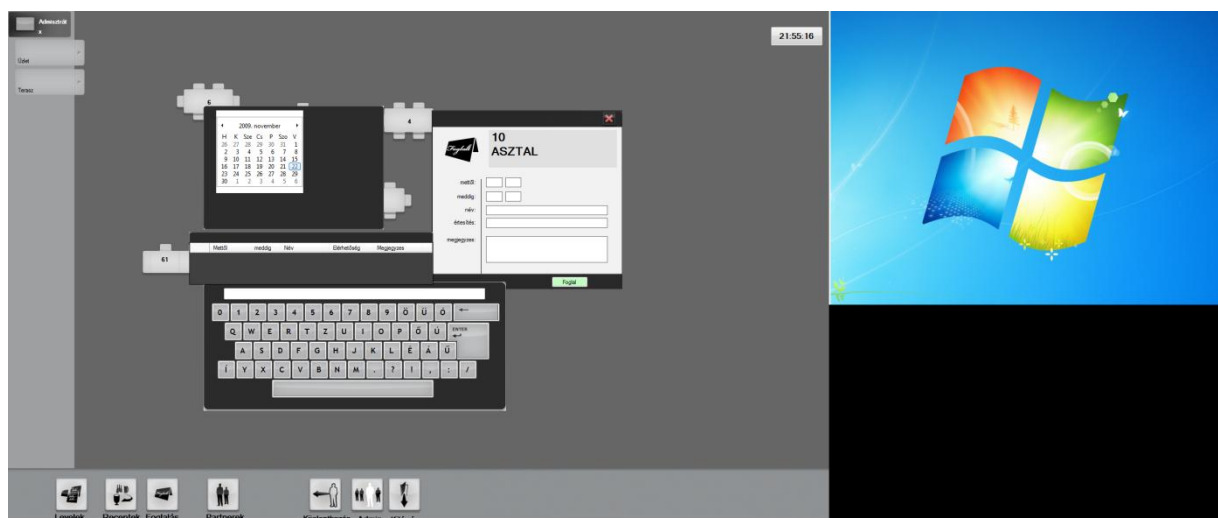 Üzlet
Terasz
21:55:16
6
4
61
2009. november
H K Sze Cs P Szo V
26 27 28 29 30 31 1
2 3 4 5 6 7 8
9 10 11 12 13 14 15
16 17 18 19 20 21 22
23 24 25 26 27 28 29
30 1 2 3 4 5 6
Foglalt
10
ASZTAL
mettől:
meddig:
név:
értesítés:
megjegyzés
Foglal
Mettől meddig Név Elérhetőség Megjegyzes
0 1 2 3 4 5 6 7 8 9 Ö Ü Ó
Q W E R T Z U I O P Ő Ú ENTER
A S D F G H J K L É Á Ű
Í Y X C V B N M . ? ! , : /
Receptek Foglalás Partnerek